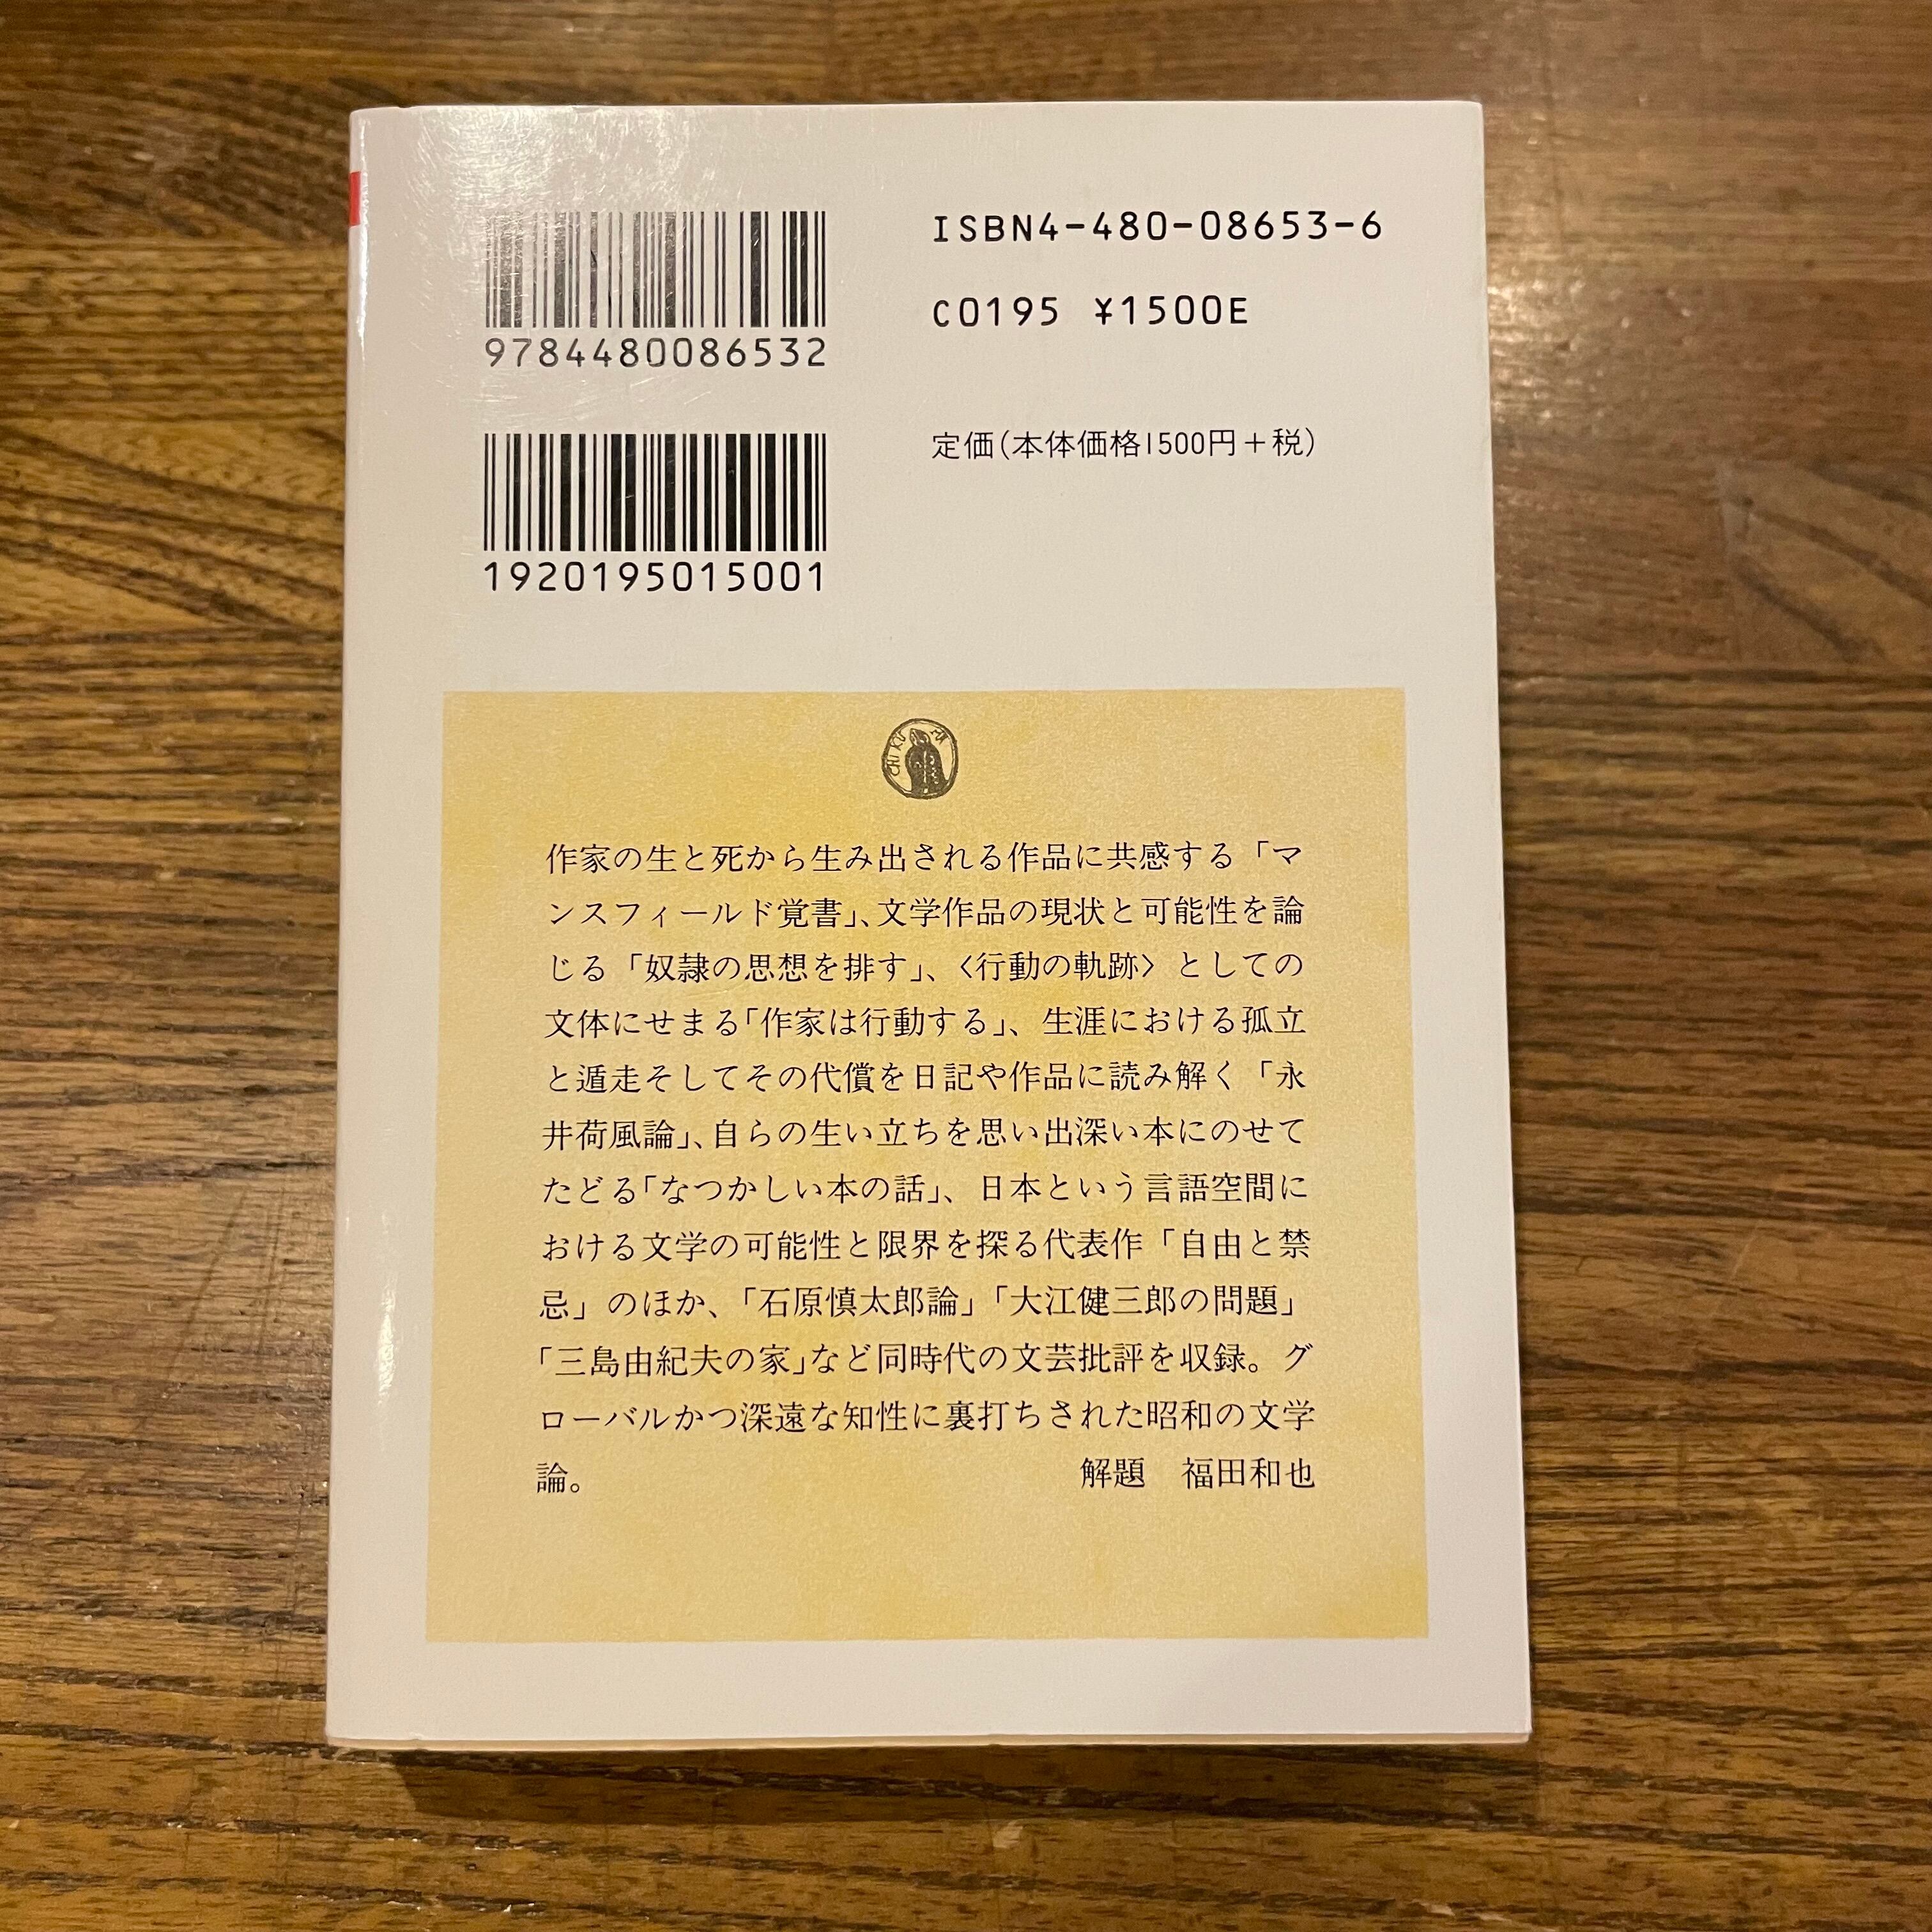 9784480086532
1920195015001
ISBN4-480-08653-6
C0195 ¥1500E
定価(本体価格1500円+税)
CHIKUMA
作家の生と死から生み出される作品に共感する「マ
ンスフィールド覚書」、文学作品の現状と可能性を論
じる「奴隷の思想を排す」、〈行動の軌跡〉としての
文体にせまる「作家は行動する」、生涯における孤立
と遁走そしてその代償を日記や作品に読み解く「永
井荷風論」、自らの生い立ちを思い出深い本にのせて
たどる「なつかしい本の話」、日本という言語空間に
おける文学の可能性と限界を探る代表作「自由と禁
忌」のほか、「石原慎太郎論」「大江健三郎の問題」
「三島由紀夫の家」など同時代の文芸批評を収録。グ
ローバルかつ深遠な知性に裏打ちされた昭和の文学
論。 解題 福田和也